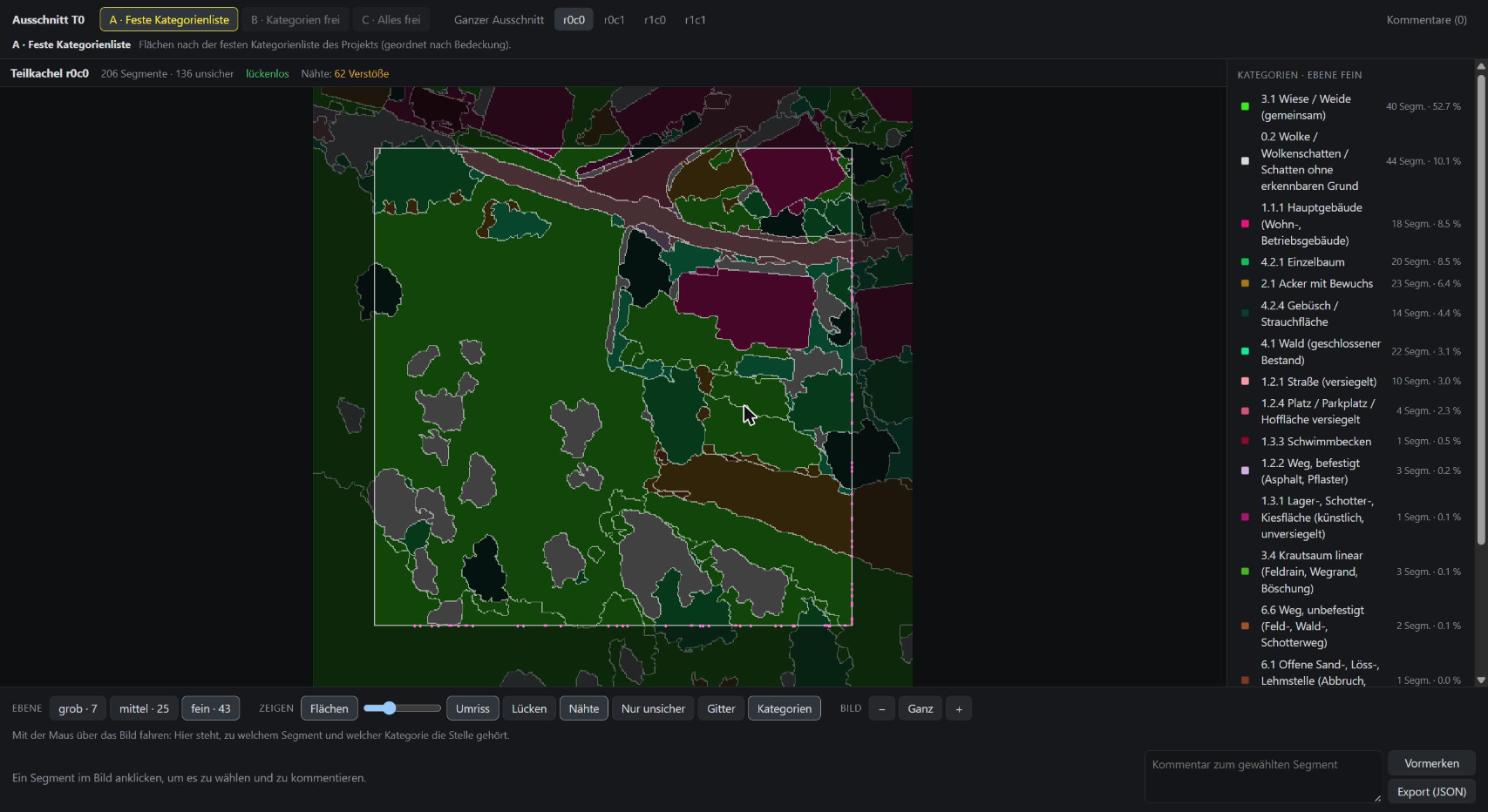 Ausschnitt T0 A · Feste Kategorienliste B · Kategorien frei C · Alles frei Ganzer Ausschnitt r0c0 r0c1 r1c0 r1c1 Kommentare (0)
A · Feste Kategorienliste Flächen nach der festen Kategorienliste des Projekts (geordnet nach Bedeckung).
Teilkachel r0c0 206 Segmente · 136 unsicher lückenlos Nähte: 62 Verstöße
KATEGORIEN · EBENE FEIN
3.1 Wiese / Weide
(gemeinsam)
40 Segm. · 52.7 %
0.2 Wolke /
Wolkenschatten /
Schatten ohne
erkennbaren Grund
44 Segm. · 10.1 %
1.1.1 Hauptgebäude
(Wohn-,
Betriebsgebäude)
18 Segm. · 8.5 %
4.2.1 Einzelbaum 20 Segm. · 8.5 %
2.1 Acker mit Bewuchs 23 Segm. · 6.4 %
4.2.4 Gebüsch /
Strauchfläche
14 Segm. · 4.4 %
4.1 Wald (geschlossener
Bestand)
22 Segm. · 3.1 %
1.2.1 Straße (versiegelt) 10 Segm. · 3.0 %
1.2.4 Platz / Parkplatz /
Hoffläche versiegelt
4 Segm. · 2.3 %
1.3.3 Schwimmbecken 1 Segm. · 0.5 %
1.2.2 Weg, befestigt
(Asphalt, Pflaster)
3 Segm. · 0.2 %
1.3.1 Lager-, Schotter-,
Kiesfläche (künstlich,
unversiegelt)
1 Segm. · 0.1 %
3.4 Krautsaum linear
(Feldrain, Wegrand,
Böschung)
3 Segm. · 0.1 %
6.6 Weg, unbefestigt
(Feld-, Wald-,
Schotterweg)
2 Segm. · 0.1 %
6.1 Offene Sand-, Löss-,
Lehmstelle (Abbruch,
1 Segm. · 0.0 %
EBENE grob · 7 mittel · 25 fein · 43 ZEIGEN Flächen Umriss Lücken Nähte Nur unsicher Gitter Kategorien BILD − Ganz +
Mit der Maus über das Bild fahren: Hier steht, zu welchem Segment und welcher Kategorie die Stelle gehört.
Ein Segment im Bild anklicken, um es zu wählen und zu kommentieren.
Kommentar zum gewählten Segment
Vormerken
Export (JSON)